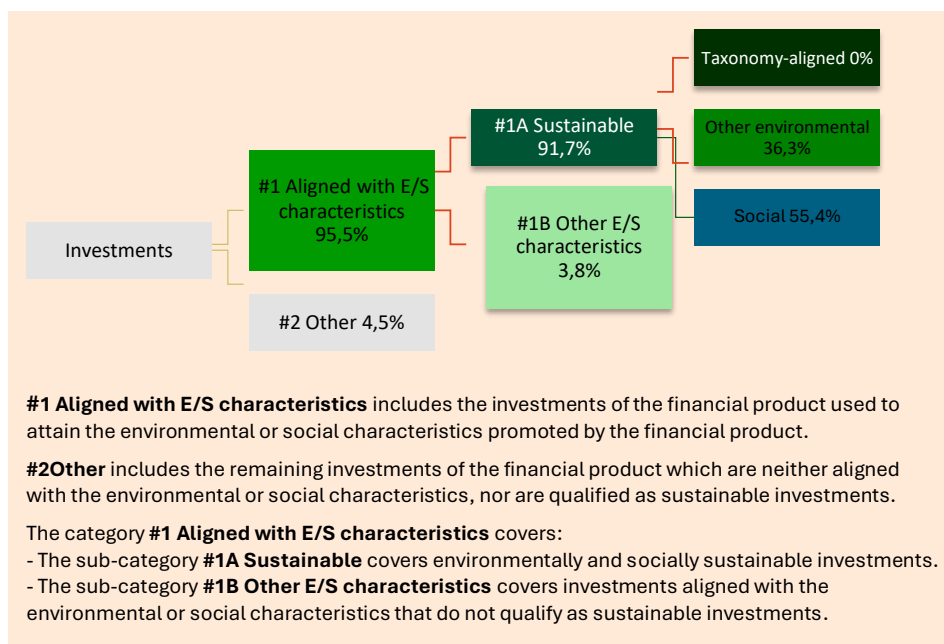 Taxonomy-aligned 0%
#1A Sustainable
91,7%
Other environmental
36,3%
#1 Aligned with E/S
characteristics
95,5%
Social 55,4%
#1B Other E/S
characteristics
3,8%
Investments
#2 Other 4,5%
#1 Aligned with E/S characteristics includes the investments of the financial product used to
attain the environmental or social characteristics promoted by the financial product.
#2Other includes the remaining investments of the financial product which are neither aligned
with the environmental or social characteristics, nor are qualified as sustainable investments.
The category #1 Aligned with E/S characteristics covers:
- The sub-category #1A Sustainable covers environmentally and socially sustainable investments.
- The sub-category #1B Other E/S characteristics covers investments aligned with the
environmental or social characteristics that do not qualify as sustainable investments.